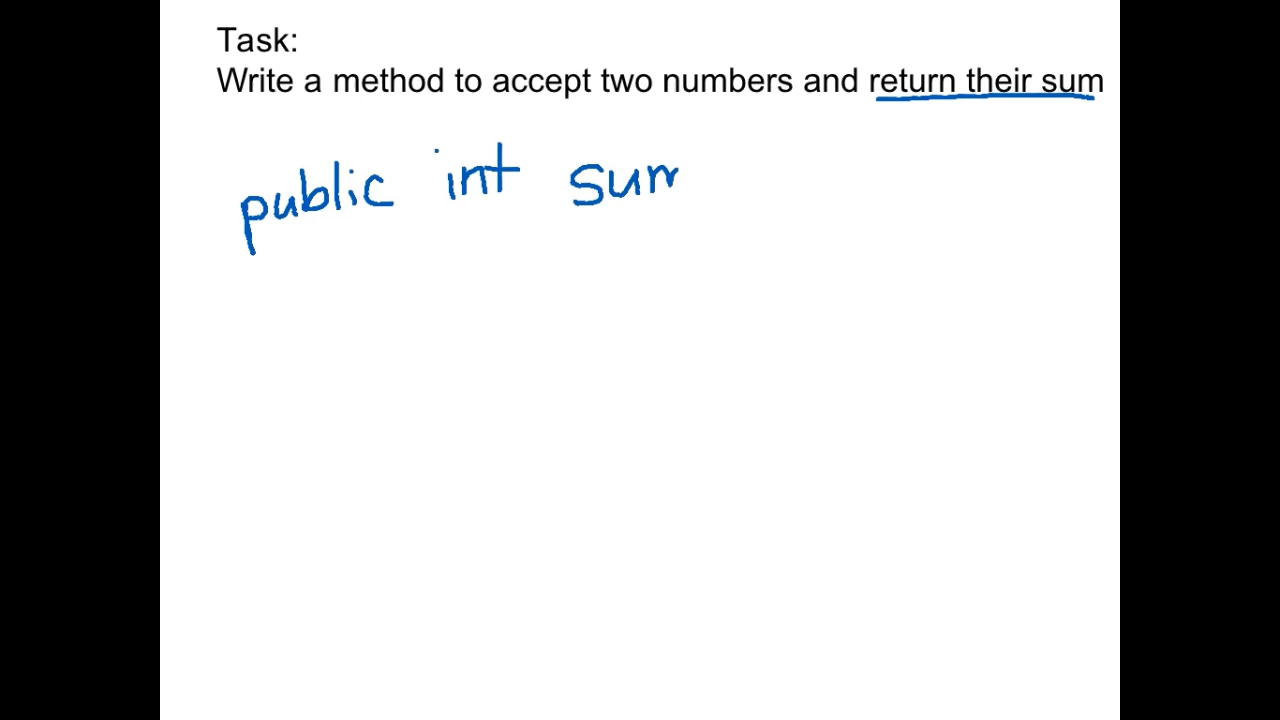 Task:
Write a method to accept two numbers and return their sum
public int sum